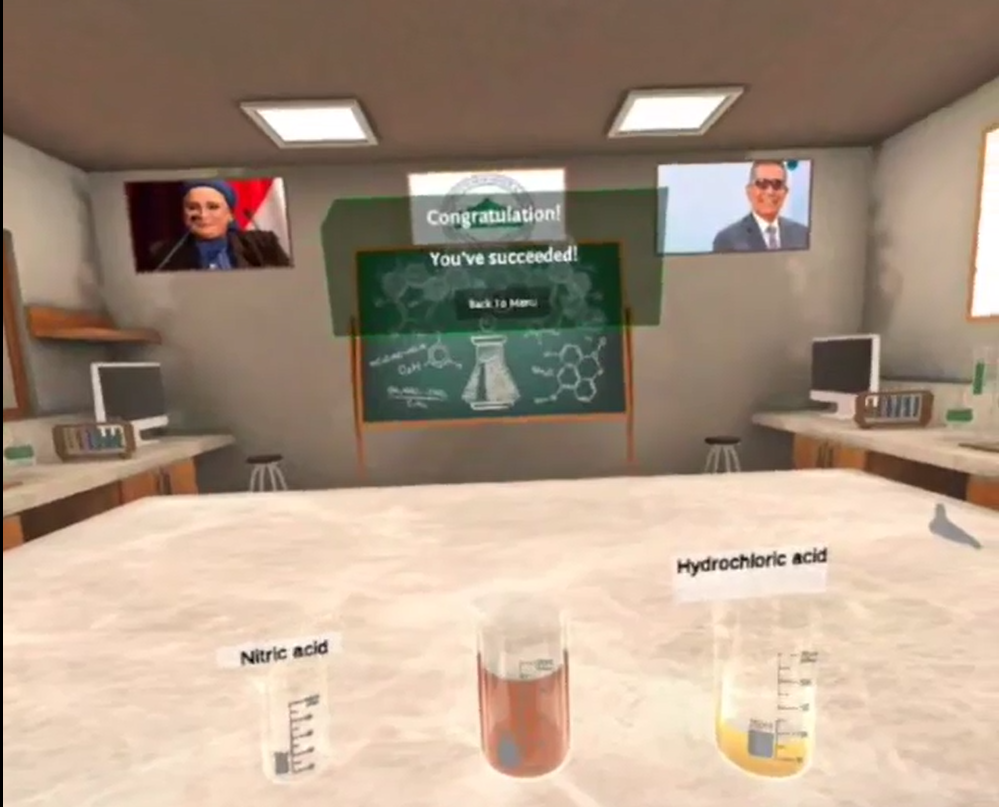 Congratulation!
You've succeeded!
Back To Menu
Hydrochloric acid
Nitric acid